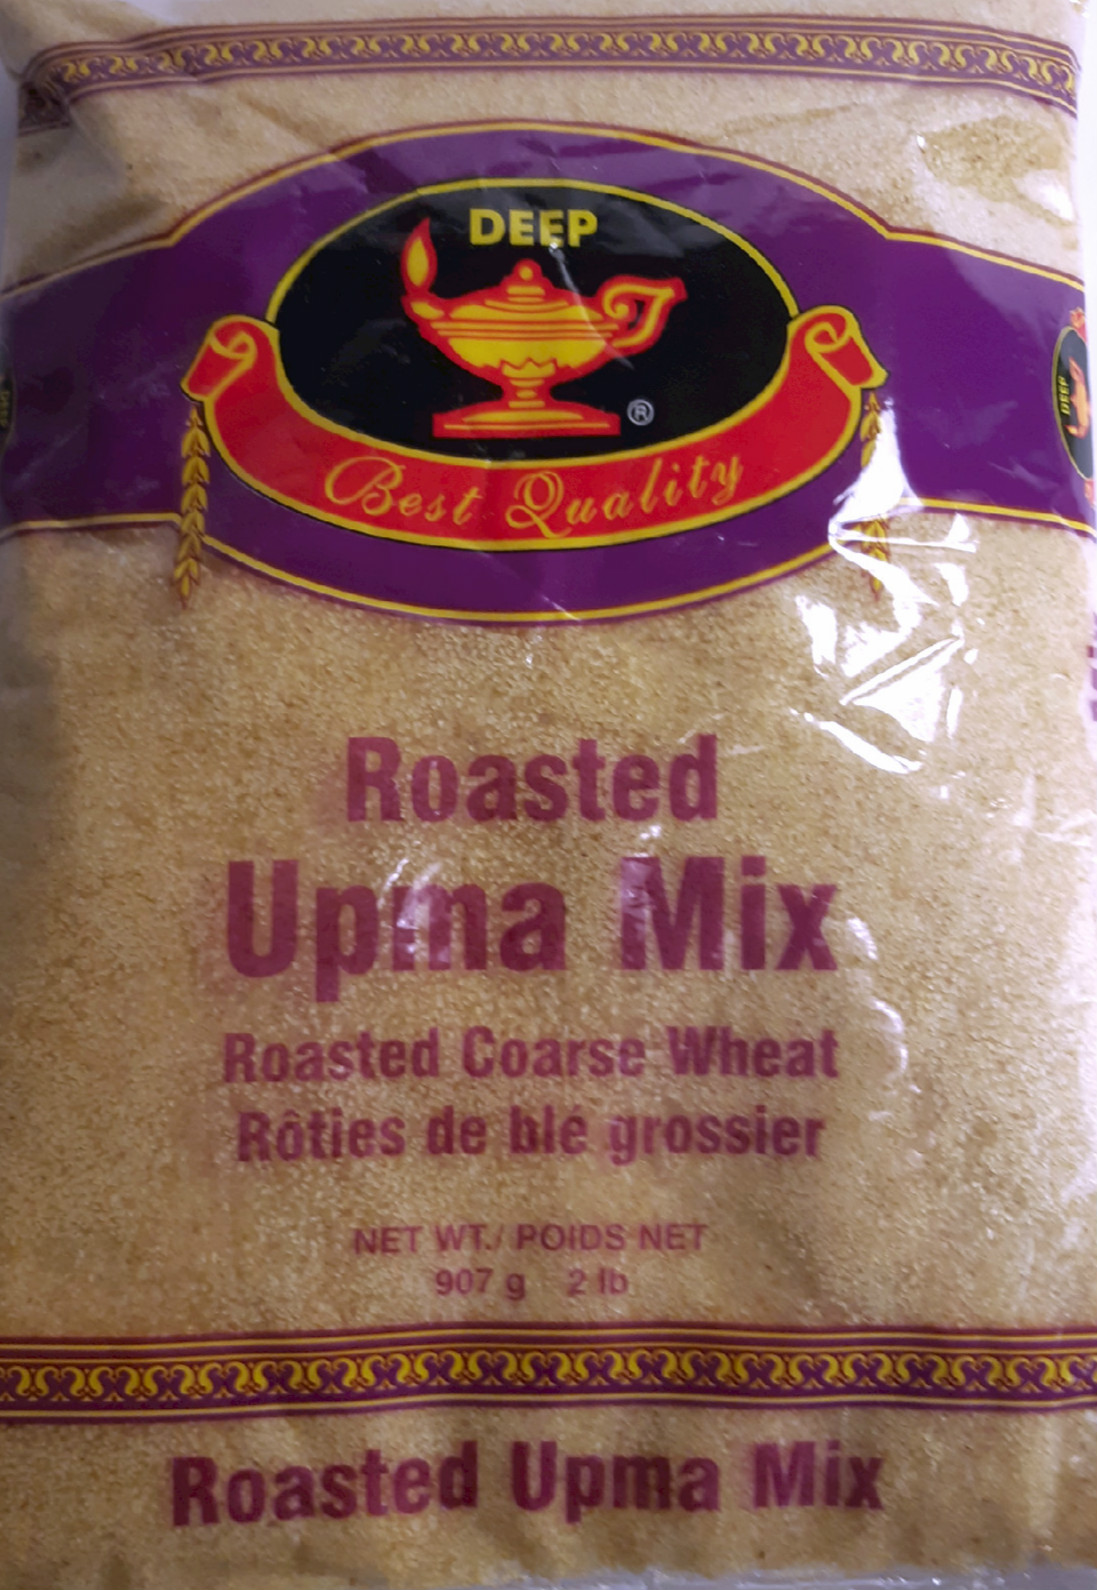 DEEP
®
Best Quality
DEEP
Roasted
Upma Mix
Roasted Coarse Wheat
Rôties de blé grossier
NET WT./ POIDS NET
907 g 2 lb
Roasted Upma Mix